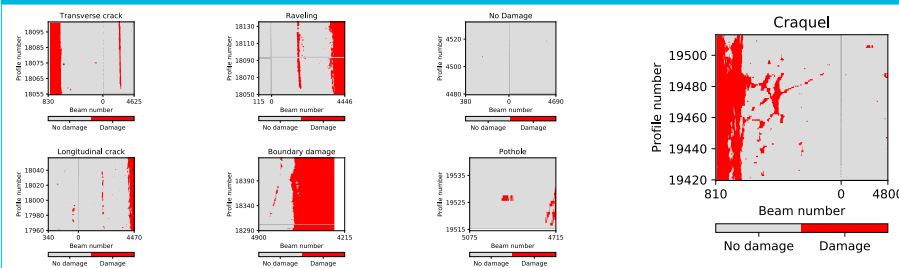 Transverse crack
Profile number
18095
18085
18075
18065
18055
830 0 4625
Beam number
No damage Damage
Raveling
Profile number
18130
18110
18090
18070
18050
115 0 4446
Beam number
No damage Damage
No Damage
Profile number
4520
4500
4480
380 0 4690
Beam number
No damage Damage
Craquel
Profile number
19500
19480
19460
19440
19420
810 0 4800
Beam number
No damage Damage
Longitudinal crack
Profile number
18040
18020
18000
17980
17960
340 0 4470
Beam number
No damage Damage
Boundary damage
Profile number
18390
18340
18290
4900 4215
Beam number
No damage Damage
Pothole
Profile number
19535
19525
19515
5075 4715
Beam number
No damage Damage